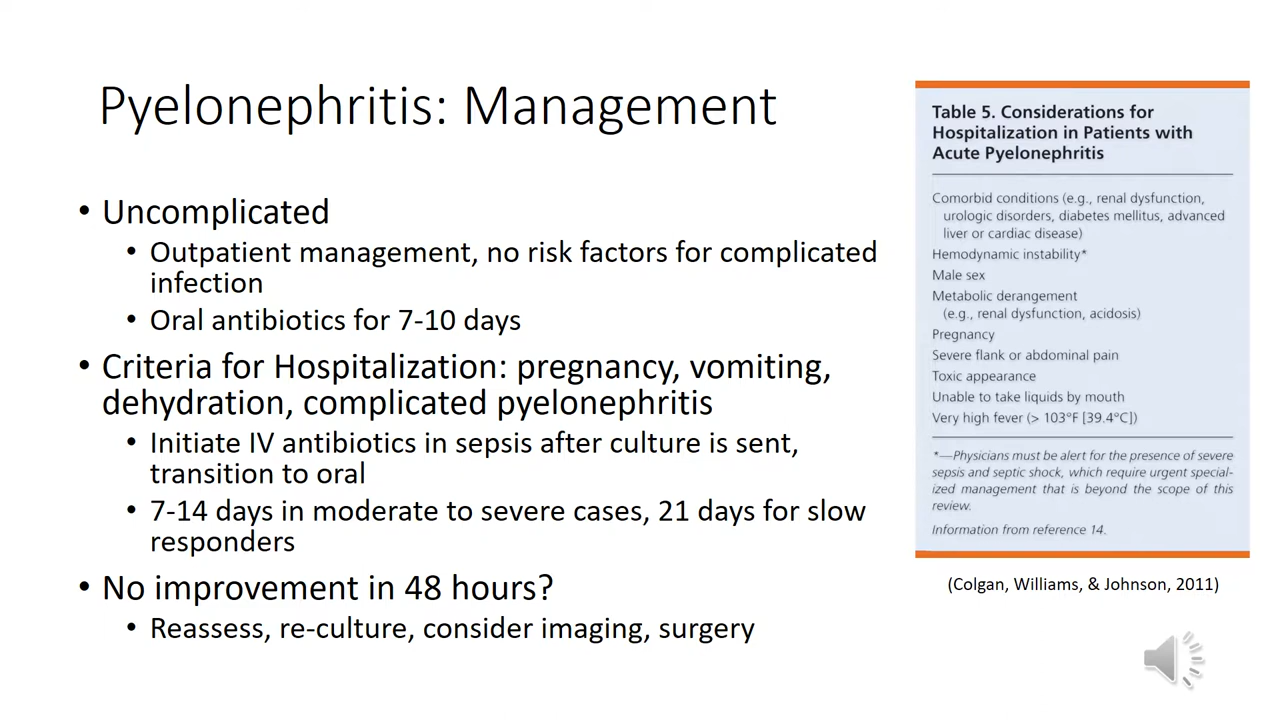 Pyelonephritis: Management
• Uncomplicated
• Outpatient management, no risk factors for complicated
infection
• Oral antibiotics for 7-10 days
• Criteria for Hospitalization: pregnancy, vomiting,
dehydration, complicated pyelonephritis
• Initiate IV antibiotics in sepsis after culture is sent,
transition to oral
• 7-14 days in moderate to severe cases, 21 days for slow
responders
• No improvement in 48 hours?
• Reassess, re-culture, consider imaging, surgery
Table 5. Considerations for
Hospitalization in Patients with
Acute Pyelonephritis
Comorbid conditions (e.g., renal dysfunction,
urologic disorders, diabetes mellitus, advanced
liver or cardiac disease)
Hemodynamic instability*
Male sex
Metabolic derangement
(e.g., renal dysfunction, acidosis)
Pregnancy
Severe flank or abdominal pain
Toxic appearance
Unable to take liquids by mouth
Very high fever (> 103°F [39.4°C])
*—Physicians must be alert for the presence of severe
sepsis and septic shock, which require urgent special-
ized management that is beyond the scope of this
review.
Information from reference 14.
(Colgan, Williams, & Johnson, 2011)